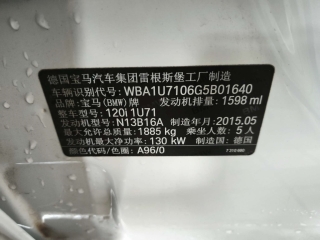 德国宝马汽车集团雷根斯堡工厂制造
车辆识别代号: WBA1U7106G5B01640
品牌: 宝马(BMW)牌 发动机排量: 1598 ml
整车型号: 120i 1U71
发动机型号: N13B16A 制造年月: 2015.05
最大允许总质量: 1885 kg 乘坐人数: 5 人
发动机最大净功率: 130 kW 制造国: 德国
颜色代码/色圈: A96/0